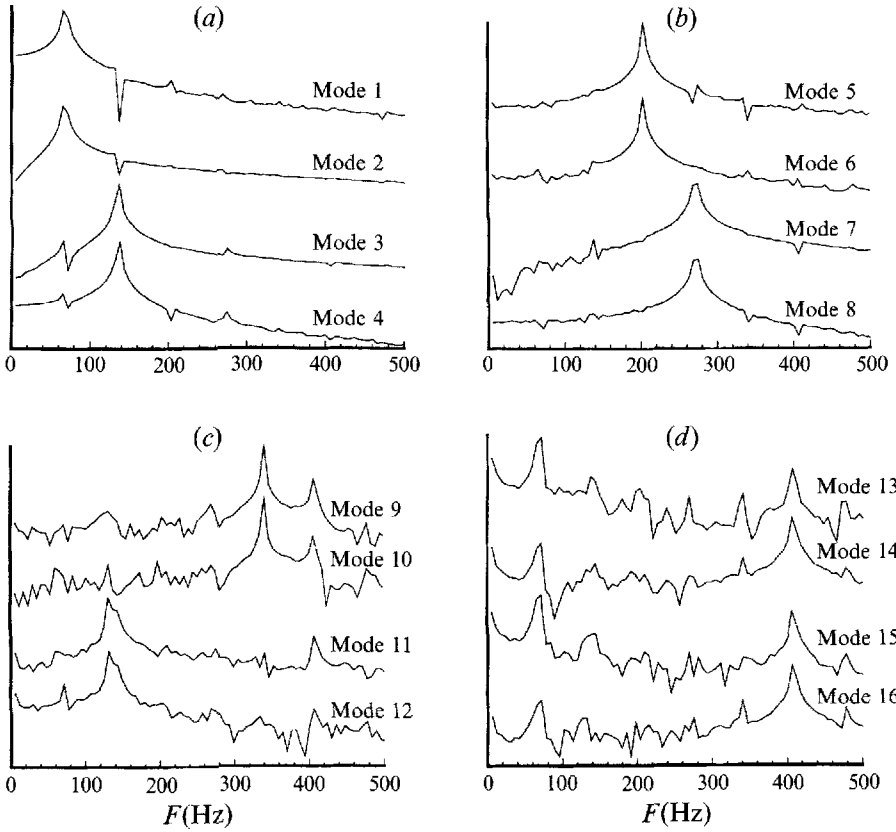 (a)
Mode 1
Mode 2
Mode 3
Mode 4
0 100 200 300 400 500
(b)
Mode 5
Mode 6
Mode 7
Mode 8
0 100 200 300 400 500
(c)
Mode 9
Mode 10
Mode 11
Mode 12
0 100 200 300 400 500
F(Hz)
(d)
Mode 13
Mode 14
Mode 15
Mode 16
0 100 200 300 400 500
F(Hz)